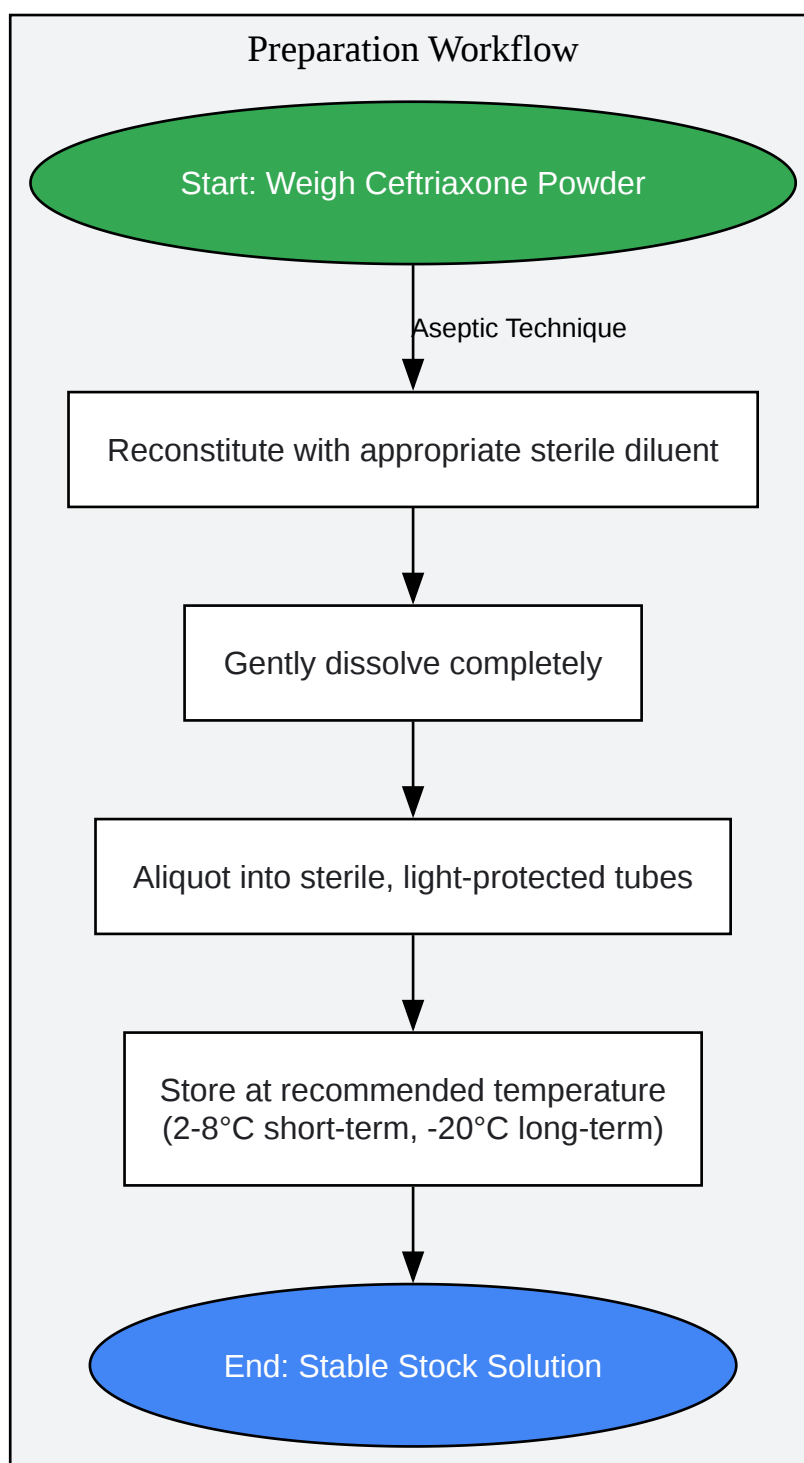 Preparation Workflow
Start: Weigh Ceftriaxone Powder
Aseptic Technique
Reconstitute with appropriate sterile diluent
Gently dissolve completely
Aliquot into sterile, light-protected tubes
Store at recommended temperature
(2-8°C short-term, -20°C long-term)
End: Stable Stock Solution